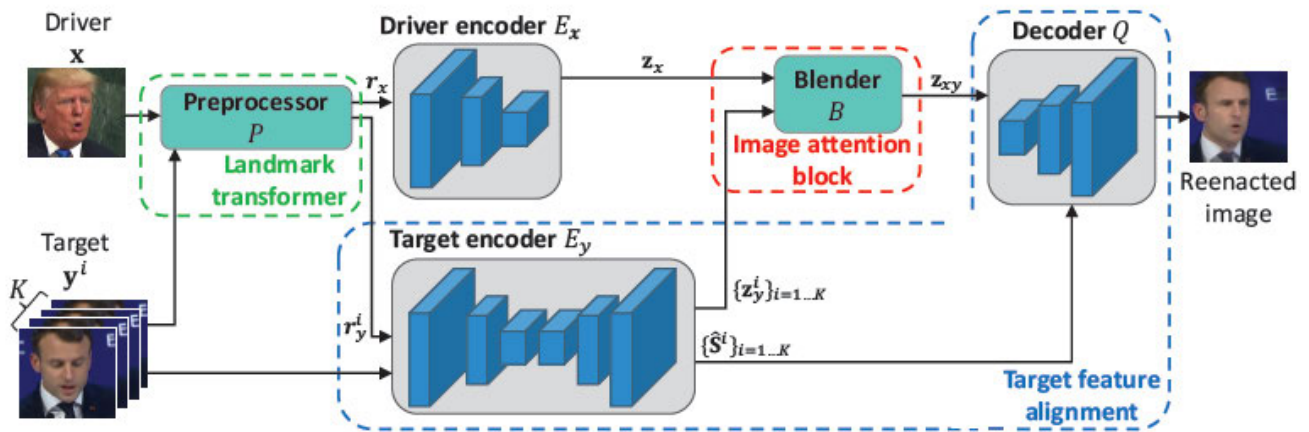 Driver
x
Preprocessor
P
Landmark
transformer
r_x
Driver encoder E_x
z_x
Blender
B
Image attention
block
z_xy
Decoder Q
Reenacted
image
Target
y^i
K
r_y^i
Target encoder E_y
{z_y^i}_{i=1...K}
{Ŝ^i}_{i=1...K}
Target feature
alignment